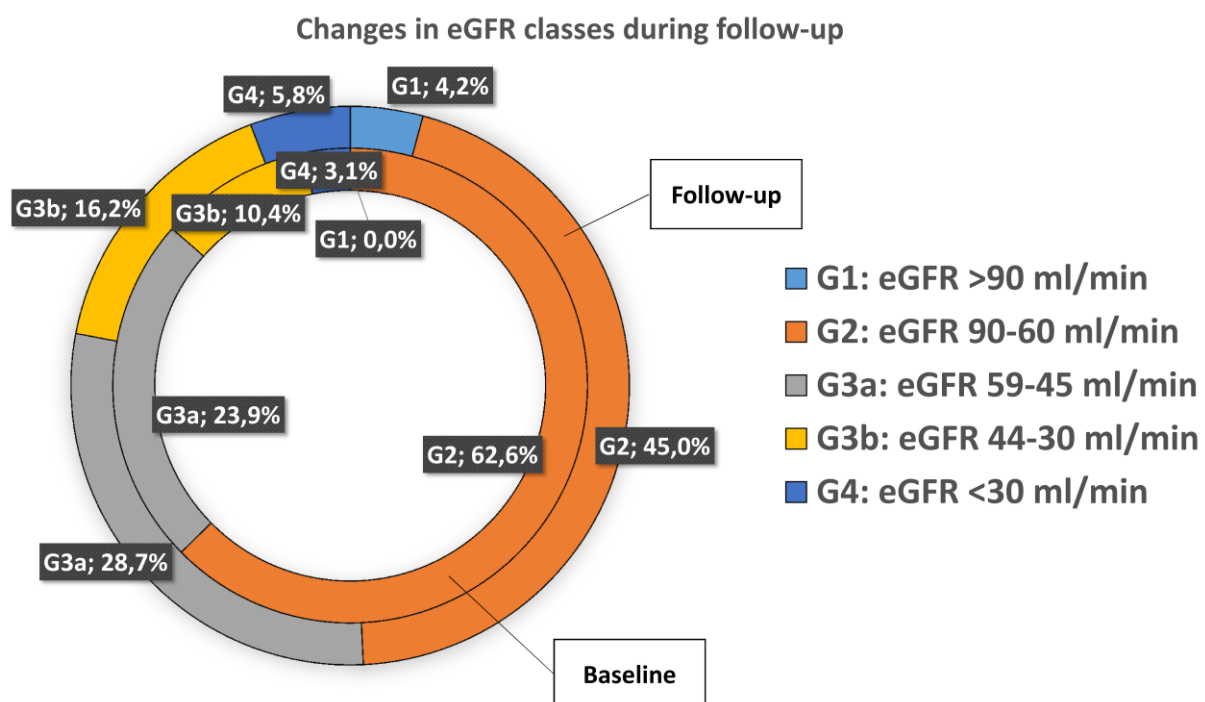 Changes in eGFR classes during follow-up
G4; 5,8%
G1; 4,2%
G4; 3,1%
G3b; 16,2%
G3b; 10,4%
G1; 0,0%
Follow-up
G3a; 23,9%
G2; 62,6%
G2; 45,0%
G3a; 28,7%
Baseline
G1: eGFR >90 ml/min
G2: eGFR 90-60 ml/min
G3a: eGFR 59-45 ml/min
G3b: eGFR 44-30 ml/min
G4: eGFR <30 ml/min